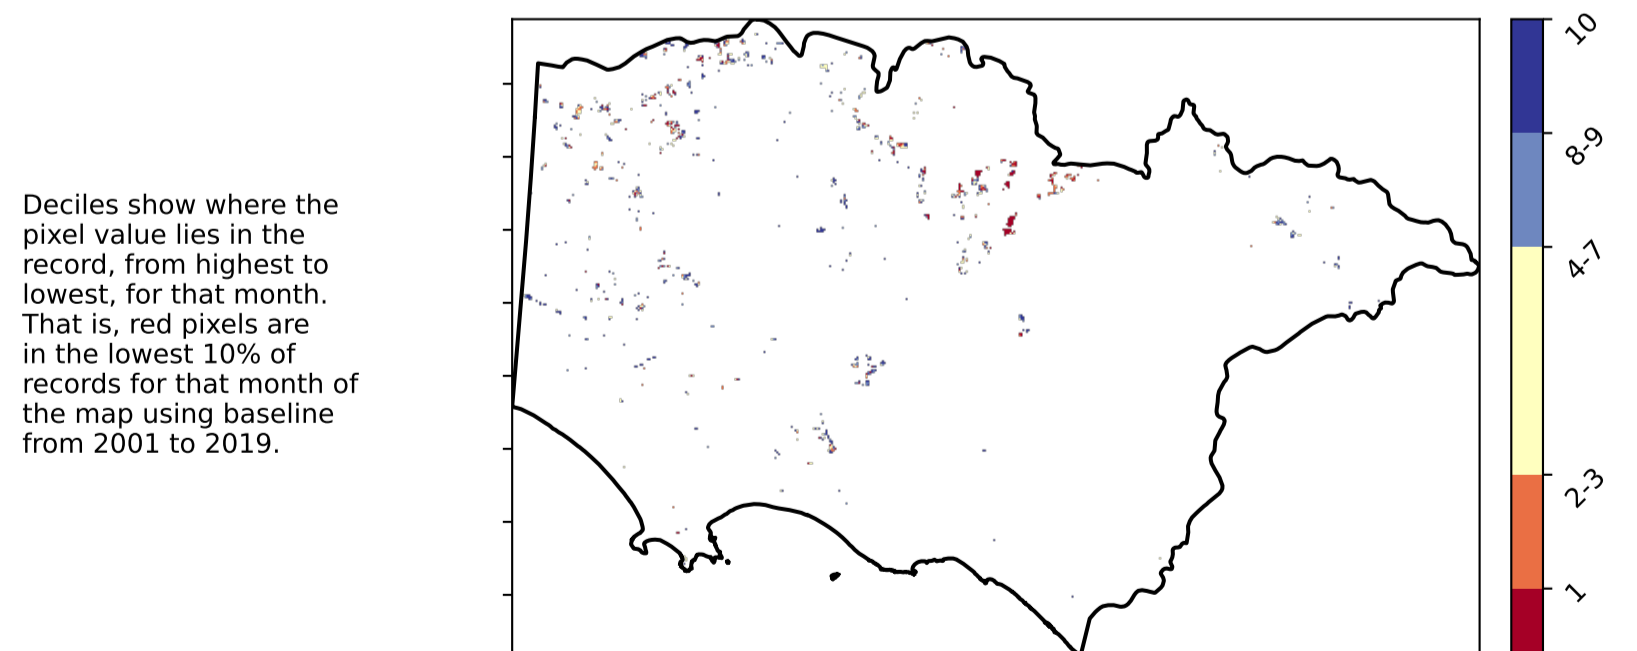 Deciles show where the
pixel value lies in the
record, from highest to
lowest, for that month.
That is, red pixels are
in the lowest 10% of
records for that month of
the map using baseline
from 2001 to 2019.
10
8-9
4-7
2-3
1